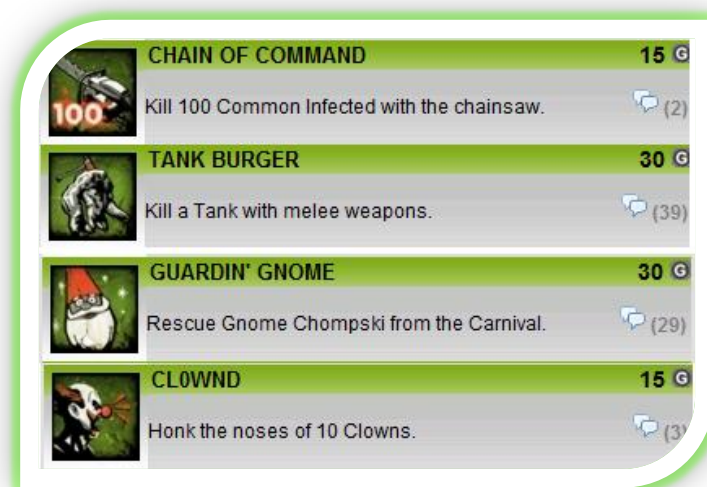 CHAIN OF COMMAND 15 G
100
Kill 100 Common Infected with the chainsaw. (2)
TANK BURGER 30 G
Kill a Tank with melee weapons. (39)
GUARDIN' GNOME 30 G
Rescue Gnome Chompski from the Carnival. (29)
CL0WND 15 G
Honk the noses of 10 Clowns. (3)